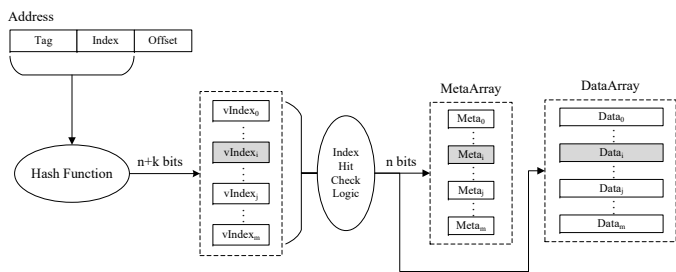 Address
Tag Index Offset
Hash Function
n+k bits
vIndex0
vIndexi
vIndexj
vIndexm
Index
Hit
Check
Logic
n bits
MetaArray
Meta0
Metai
Metaj
Metam
DataArray
Data0
Datai
Dataj
Datam